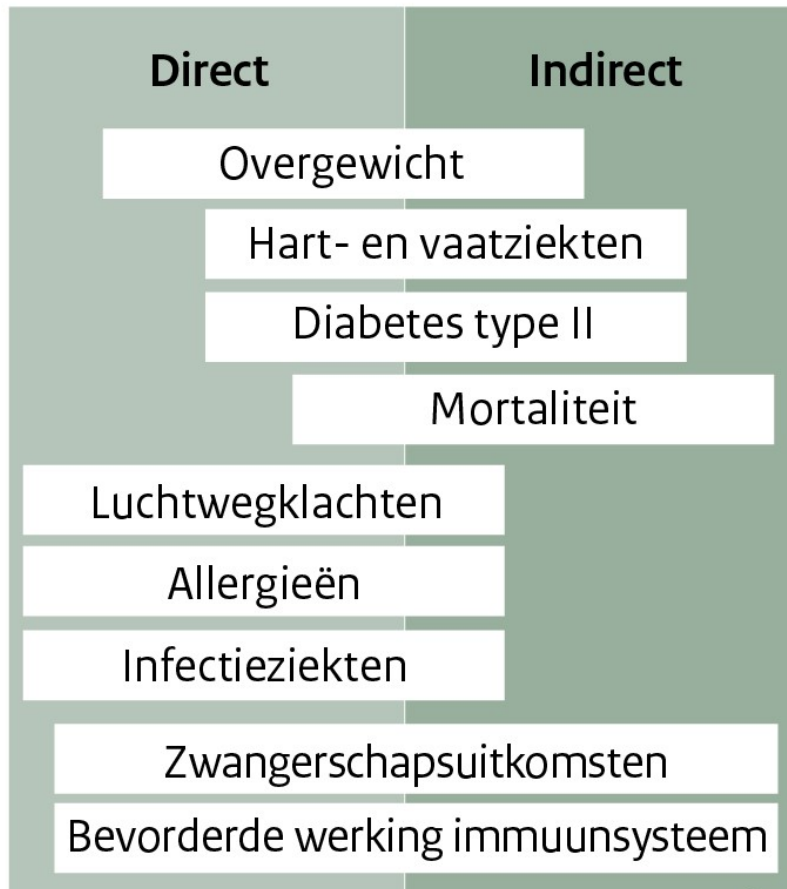 Direct Indirect
Overgewicht
Hart- en vaatziekten
Diabetes type II
Mortaliteit
Luchtwegklachten
Allergieën
Infectieziekten
Zwangerschapsuitkomsten
Bevorderde werking immuunsysteem